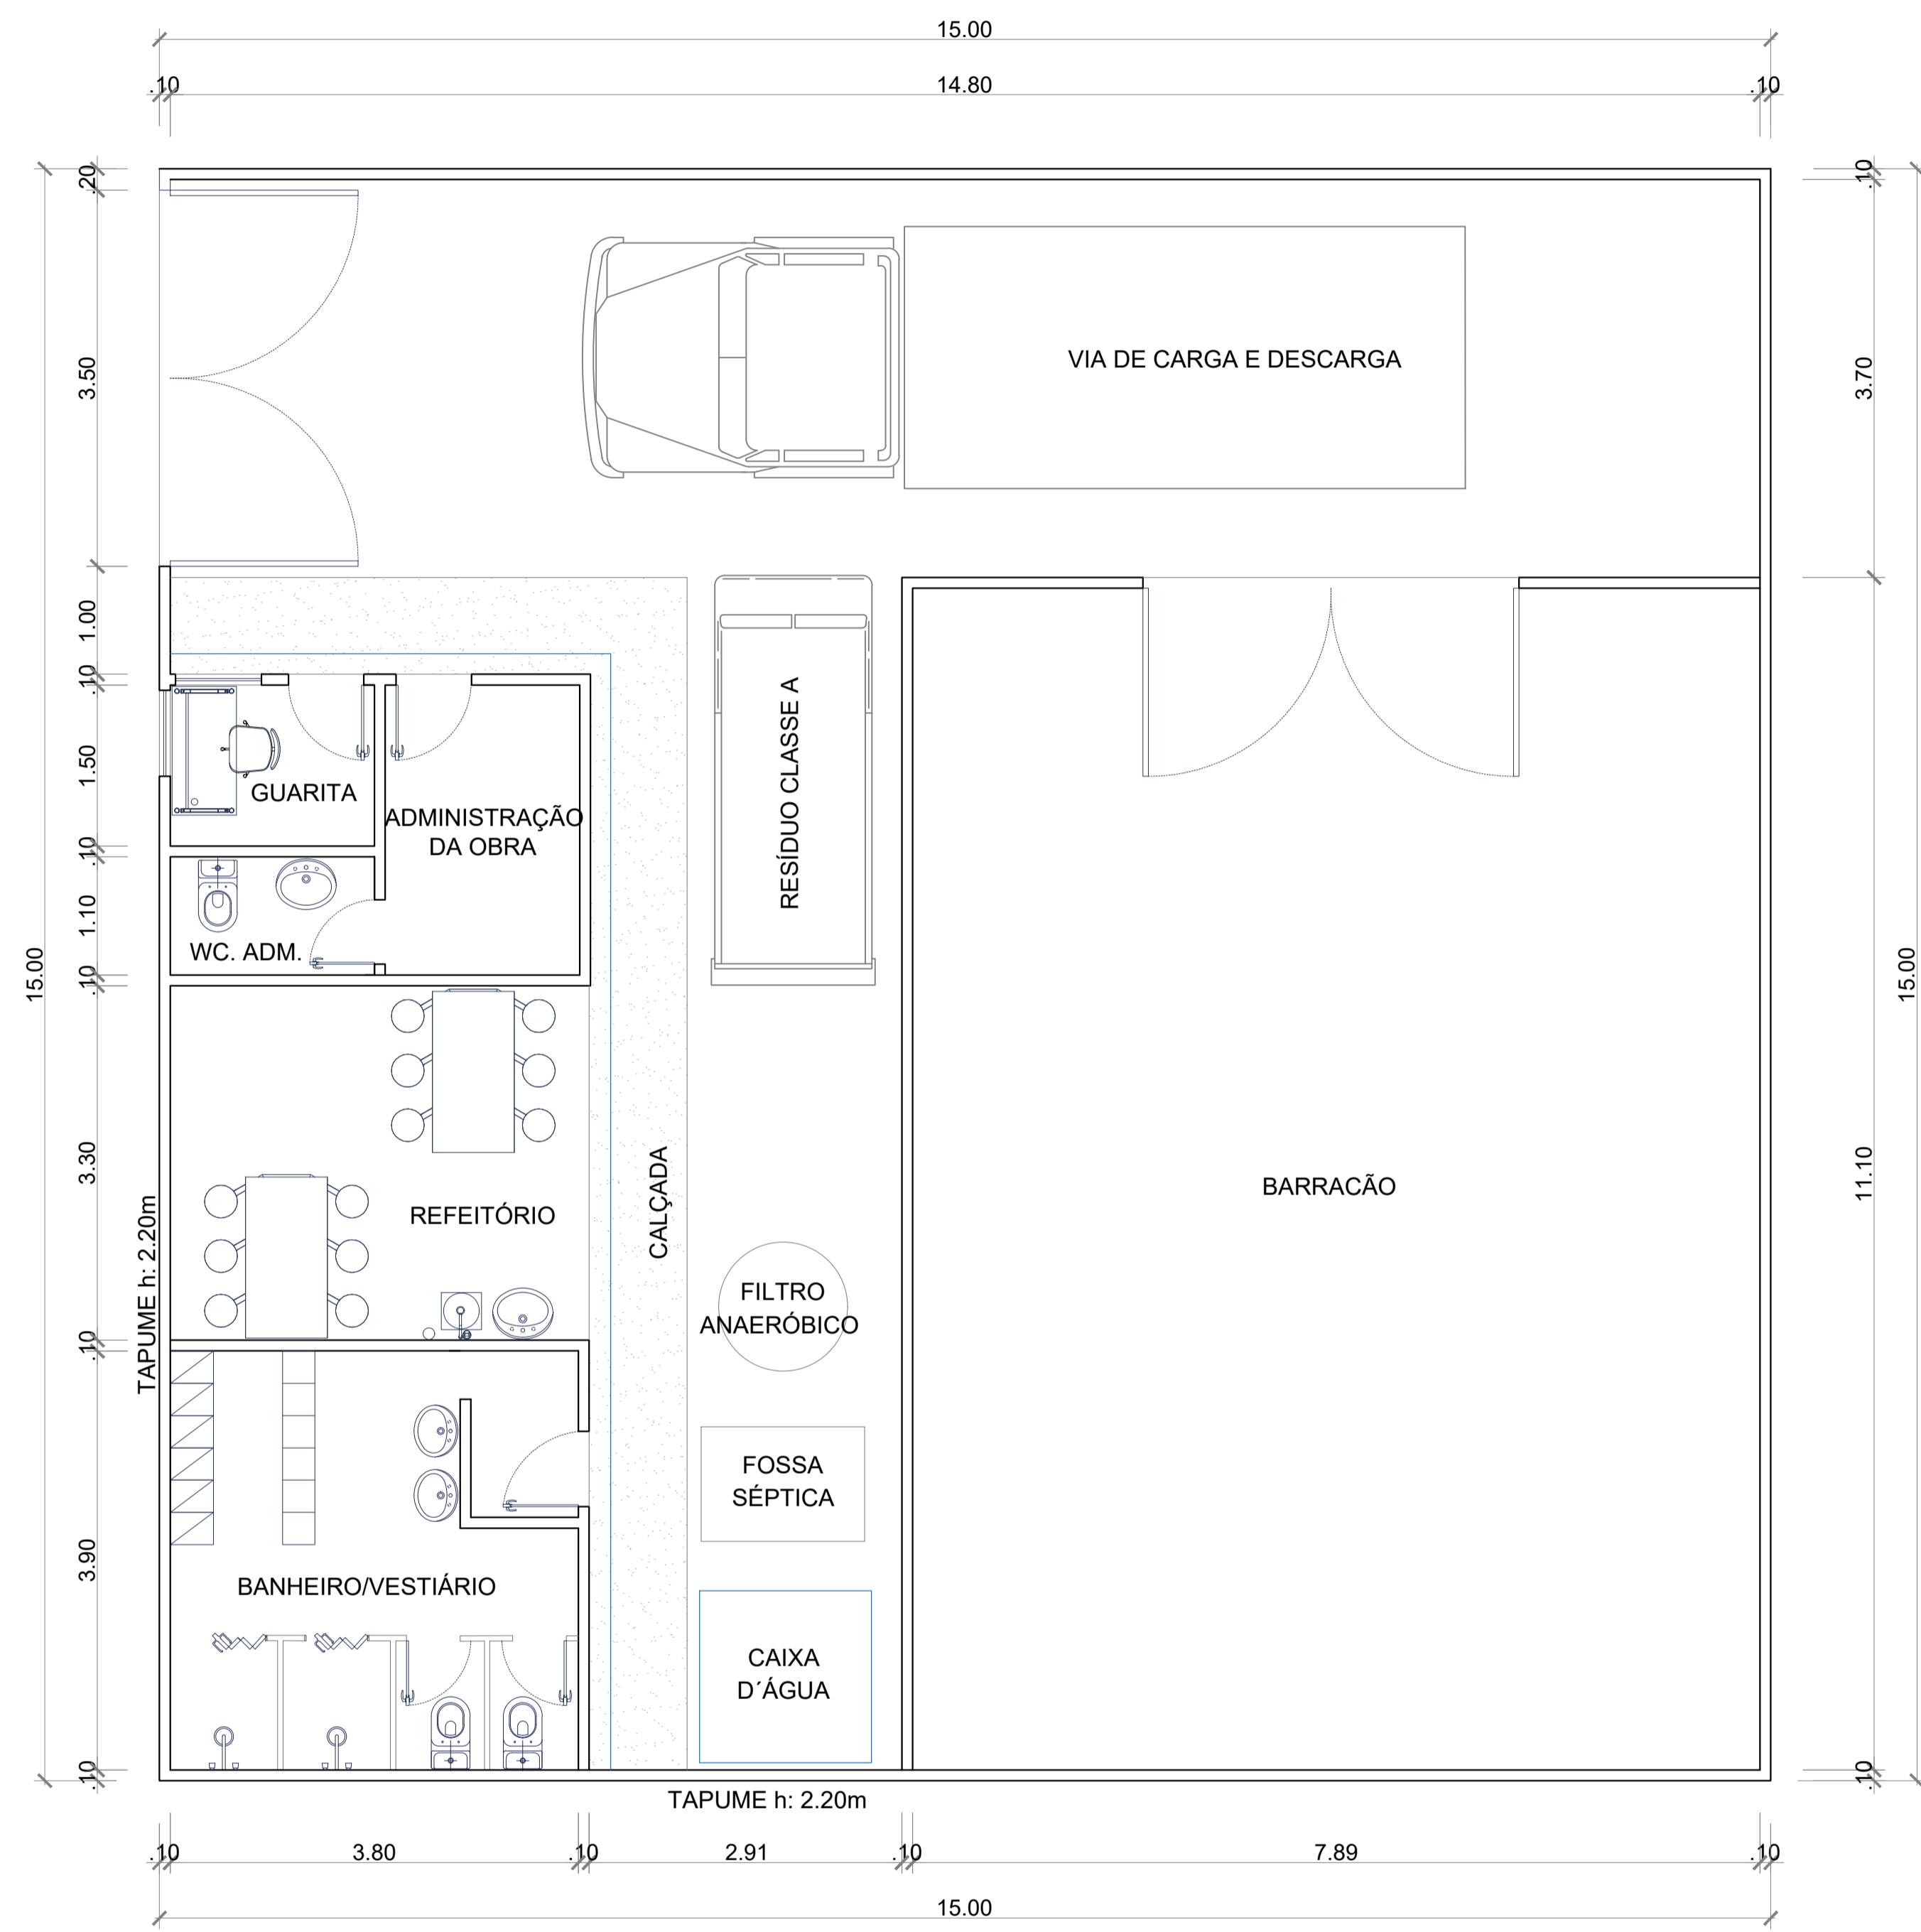 15.00
.10
14.80
.10
.20
3.50
1.00
.10
1.50
.10
1.10
.10
3.30
.10
3.90
.10
15.00
TAPUME h: 2.20m
VIA DE CARGA E DESCARGA
GUARITA
ADMINISTRAÇÃO
DA OBRA
WC. ADM.
REFEITÓRIO
BANHEIRO/VESTIÁRIO
CALÇADA
RESÍDUO CLASSE A
FILTRO
ANAERÓBICO
FOSSA
SÉPTICA
CAIXA
D´ÁGUA
BARRACÃO
.10
3.70
11.10
.10
15.00
TAPUME h: 2.20m
.10
3.80
.10
2.91
.10
7.89
.10
15.00